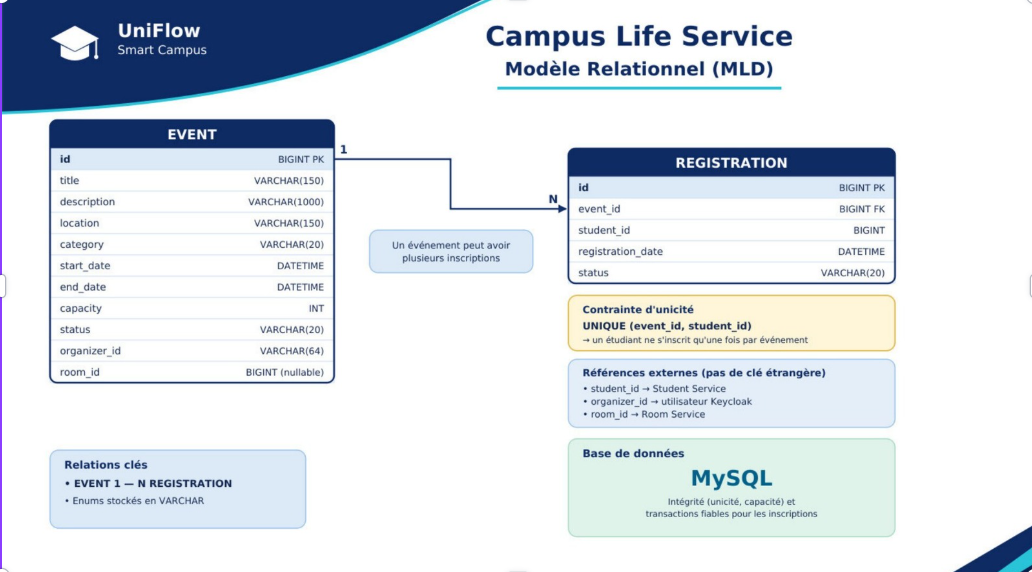 UniFlow
Smart Campus
Campus Life Service
Modèle Relationnel (MLD)
EVENT
id BIGINT PK
title VARCHAR(150)
description VARCHAR(1000)
location VARCHAR(150)
category VARCHAR(20)
start_date DATETIME
end_date DATETIME
capacity INT
status VARCHAR(20)
organizer_id VARCHAR(64)
room_id BIGINT (nullable)
1
N
Un événement peut avoir
plusieurs inscriptions
REGISTRATION
id BIGINT PK
event_id BIGINT FK
student_id BIGINT
registration_date DATETIME
status VARCHAR(20)
Contrainte d'unicité
UNIQUE (event_id, student_id)
→ un étudiant ne s'inscrit qu'une fois par événement
Références externes (pas de clé étrangère)
• student_id → Student Service
• organizer_id → utilisateur Keycloak
• room_id → Room Service
Relations clés
• EVENT 1 — N REGISTRATION
• Enums stockés en VARCHAR
Base de données
MySQL
Intégrité (unicité, capacité) et
transactions fiables pour les inscriptions